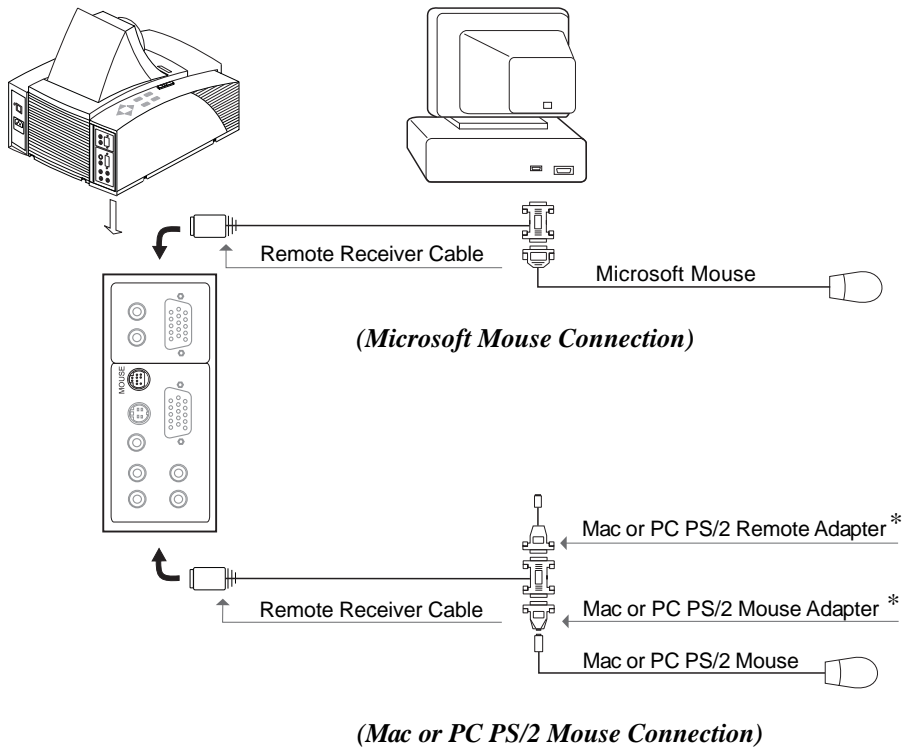 Remote Receiver Cable
Microsoft Mouse
(Microsoft Mouse Connection)
MOUSE
Mac or PC PS/2 Remote Adapter*
Remote Receiver Cable
Mac or PC PS/2 Mouse Adapter*
Mac or PC PS/2 Mouse
(Mac or PC PS/2 Mouse Connection)